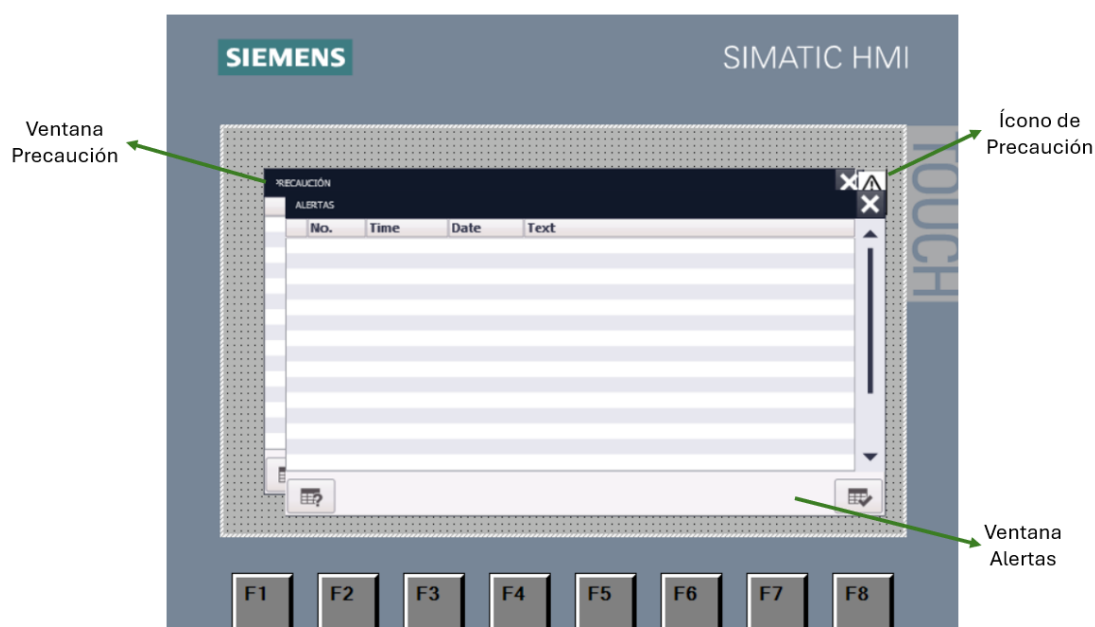 SIEMENS
SIMATIC HMI
Ventana
Precaución
Ícono de
Precaución
TOUCH
PRECAUCIÓN
ALERTAS
No. Time Date Text
Ventana
Alertas
F1 F2 F3 F4 F5 F6 F7 F8